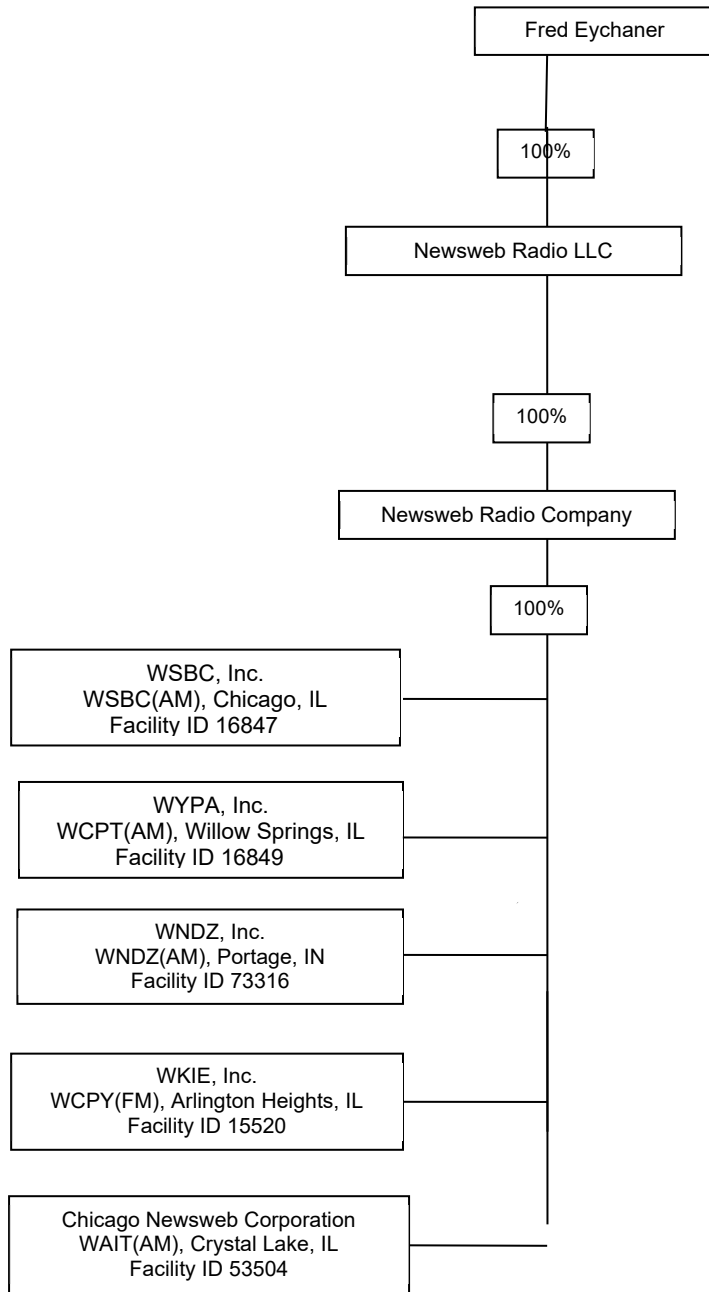 Fred Eychaner
100%
Newsweb Radio LLC
100%
Newsweb Radio Company
100%
WSBC, Inc.
WSBC(AM), Chicago, IL
Facility ID 16847
WYPA, Inc.
WCPT(AM), Willow Springs, IL
Facility ID 16849
WNDZ, Inc.
WNDZ(AM), Portage, IN
Facility ID 73316
WKIE, Inc.
WCPY(FM), Arlington Heights, IL
Facility ID 15520
Chicago Newsweb Corporation
WAIT(AM), Crystal Lake, IL
Facility ID 53504